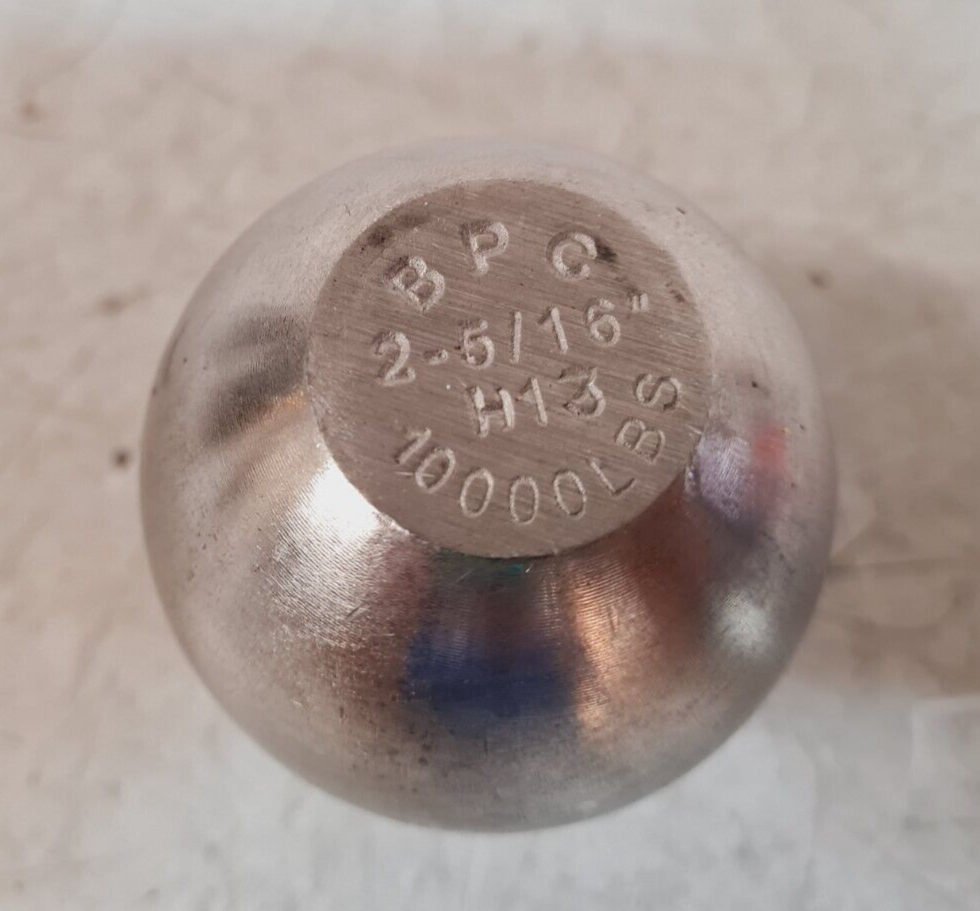 BPC
2-5/16"
H13
10000LBS